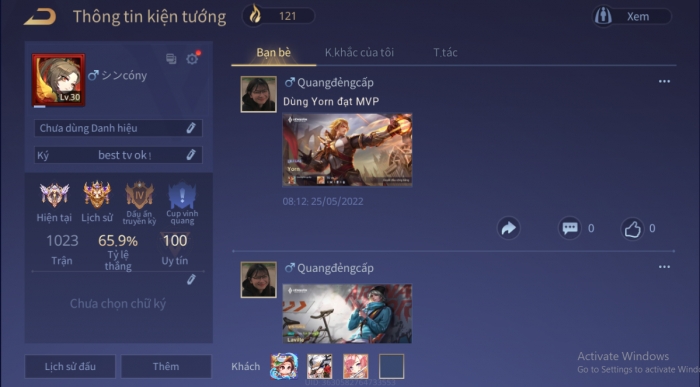 Thông tin kiện tướng
121
Xem
Bạn bè
K.khắc của tôi
T.tác
シンcóny
Lv.30
Chưa dùng Danh hiệu
Ký best tv ok!
Hiện tại
Lịch sử
Dấu ấn truyền kỳ
Cup vinh quang
1023
Trận
65.9%
Tỷ lệ thắng
100
Uy tín
Chưa chọn chữ ký
Lịch sử đấu
Thêm
Quangđẻngcấp
Dùng Yorn đạt MVP
Yorn
08:12 25/05/2022
0
0
Quangđẻngcấp
Khách
Activate Windows
Go to Settings to activate Wind